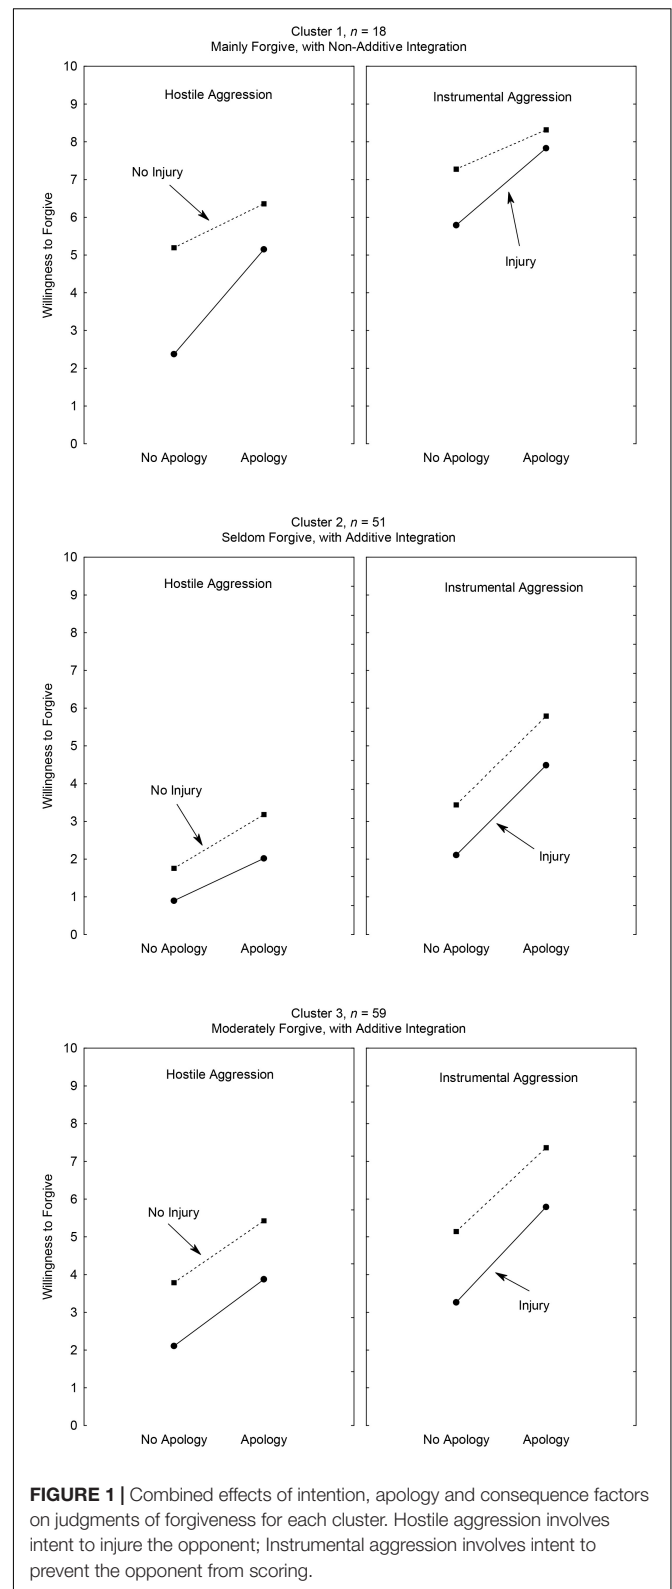 Cluster 1, n = 18
Mainly Forgive, with Non-Additive Integration
10
9
8
7
6
5
4
3
2
1
0
Willingness to Forgive
Hostile Aggression
No Injury
No Apology
Apology
Instrumental Aggression
Injury
No Apology
Apology
Cluster 2, n = 51
Seldom Forgive, with Additive Integration
10
9
8
7
6
5
4
3
2
1
0
Willingness to Forgive
Hostile Aggression
No Injury
No Apology
Apology
Instrumental Aggression
Injury
No Apology
Apology
Cluster 3, n = 59
Moderately Forgive, with Additive Integration
10
9
8
7
6
5
4
3
2
1
0
Willingness to Forgive
Hostile Aggression
No Injury
No Apology
Apology
Instrumental Aggression
Injury
No Apology
Apology
FIGURE 1 | Combined effects of intention, apology and consequence factors
on judgments of forgiveness for each cluster. Hostile aggression involves
intent to injure the opponent; Instrumental aggression involves intent to
prevent the opponent from scoring.